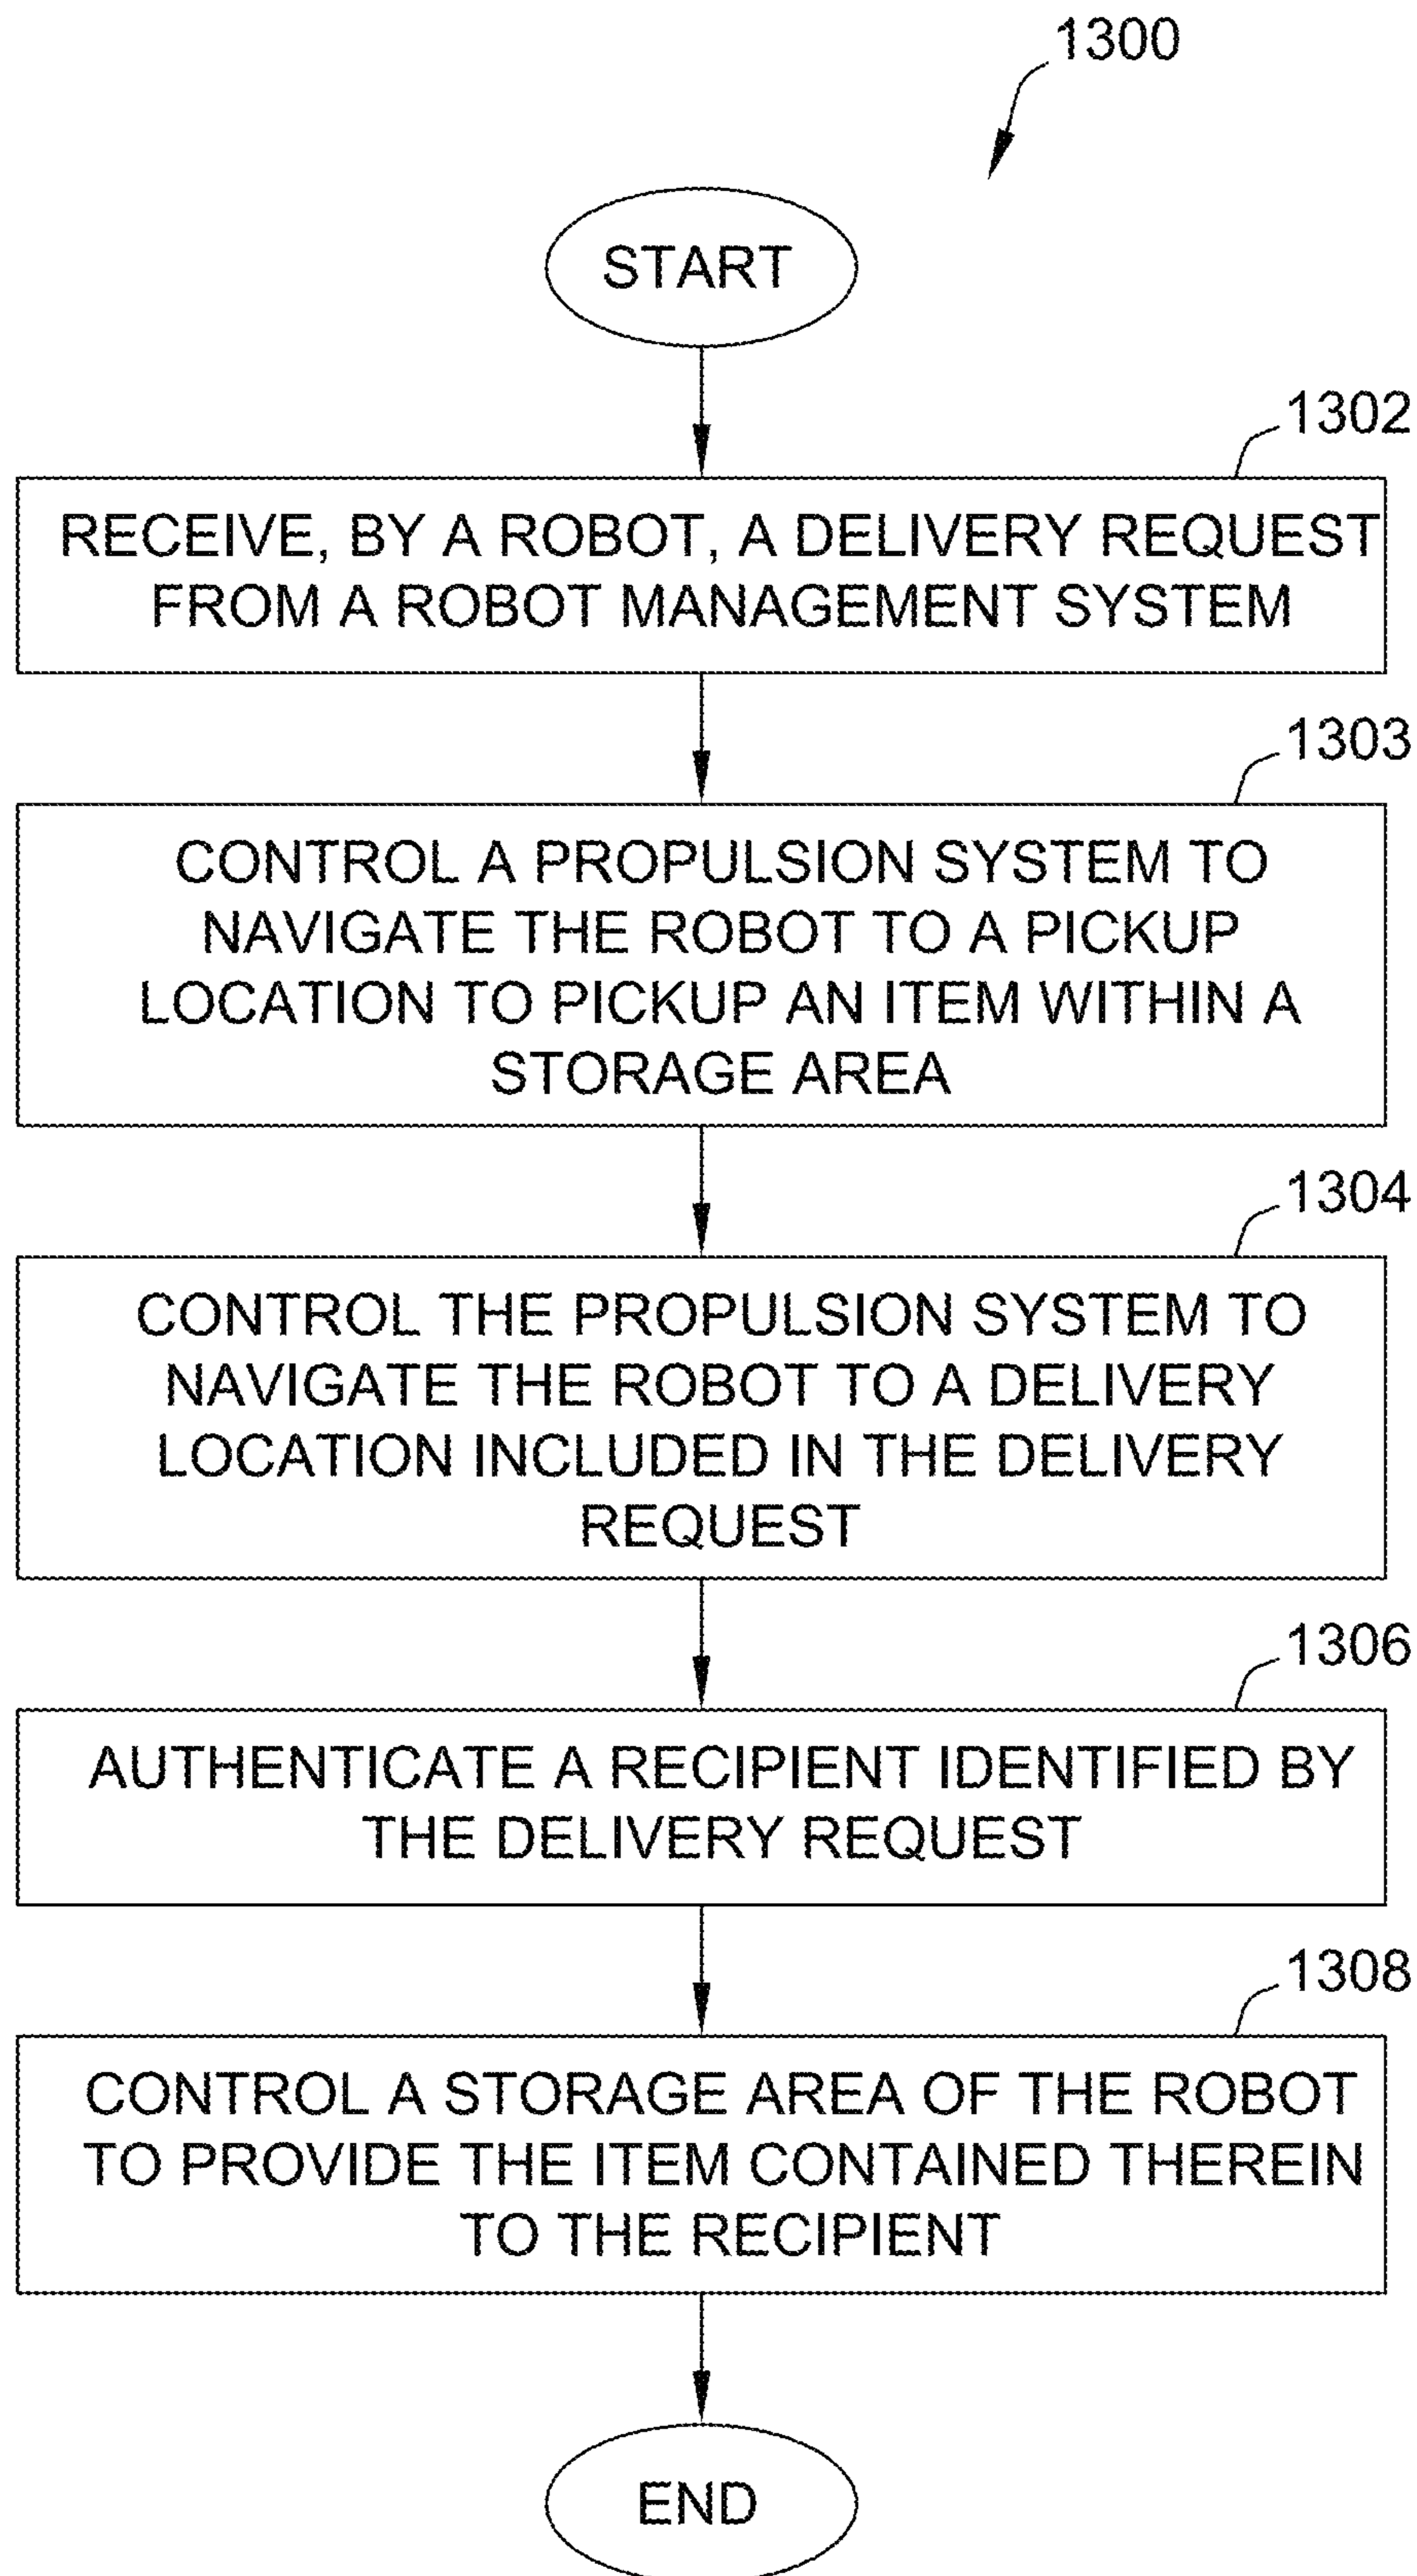 1300
START
1302
RECEIVE, BY A ROBOT, A DELIVERY REQUEST
FROM A ROBOT MANAGEMENT SYSTEM
1303
CONTROL A PROPULSION SYSTEM TO
NAVIGATE THE ROBOT TO A PICKUP
LOCATION TO PICKUP AN ITEM WITHIN A
STORAGE AREA
1304
CONTROL THE PROPULSION SYSTEM TO
NAVIGATE THE ROBOT TO A DELIVERY
LOCATION INCLUDED IN THE DELIVERY
REQUEST
1306
AUTHENTICATE A RECIPIENT IDENTIFIED BY
THE DELIVERY REQUEST
1308
CONTROL A STORAGE AREA OF THE ROBOT
TO PROVIDE THE ITEM CONTAINED THEREIN
TO THE RECIPIENT
END